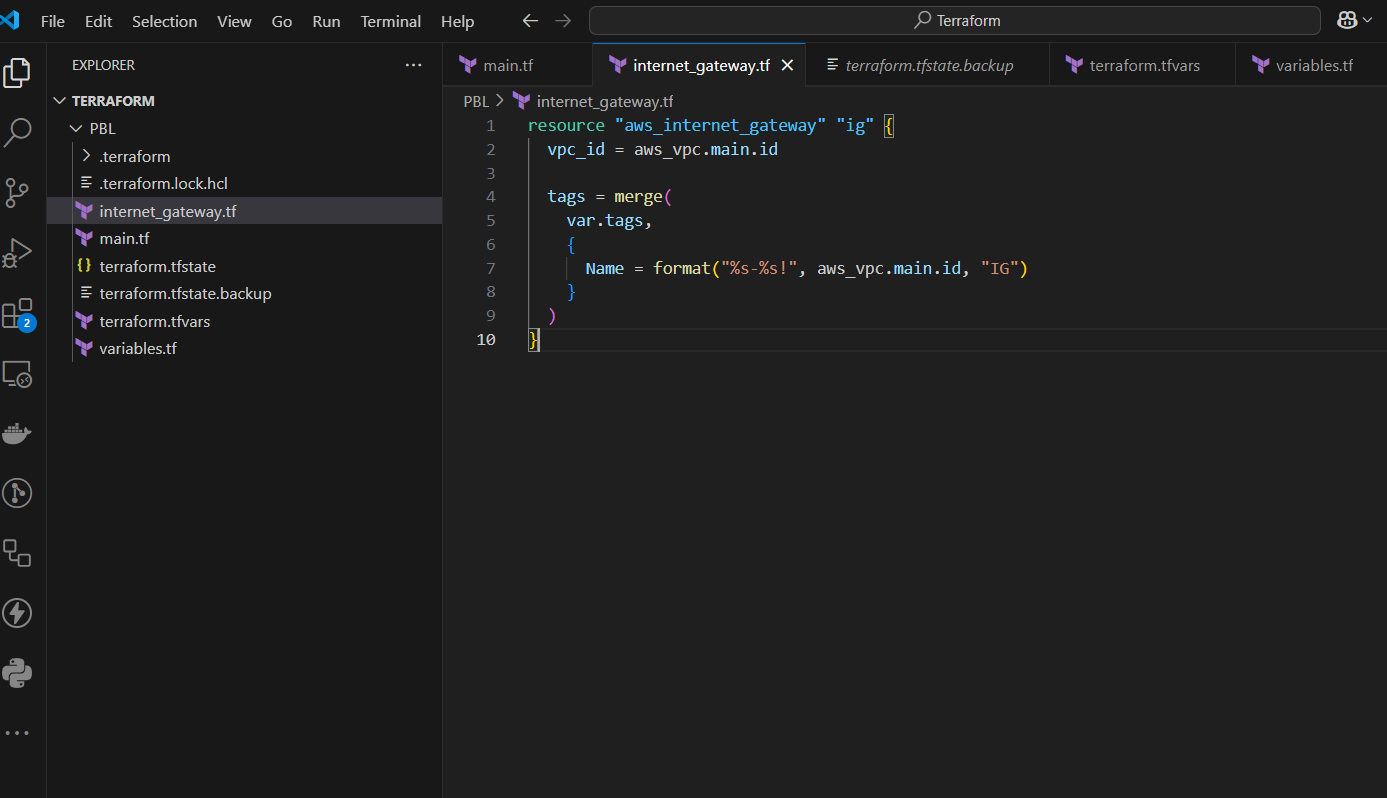 File Edit Selection View Go Run Terminal Help
Terraform
EXPLORER
TERRAFORM
PBL
.terraform
.terraform.lock.hcl
internet_gateway.tf
main.tf
terraform.tfstate
terraform.tfstate.backup
terraform.tfvars
variables.tf
2
main.tf internet_gateway.tf terraform.tfstate.backup terraform.tfvars variables.tf
PBL > internet_gateway.tf
1 resource "aws_internet_gateway" "ig" {
2   vpc_id = aws_vpc.main.id
3
4   tags = merge(
5     var.tags,
6     {
7       Name = format("%s-%s!", aws_vpc.main.id, "IG")
8     }
9   )
10 }